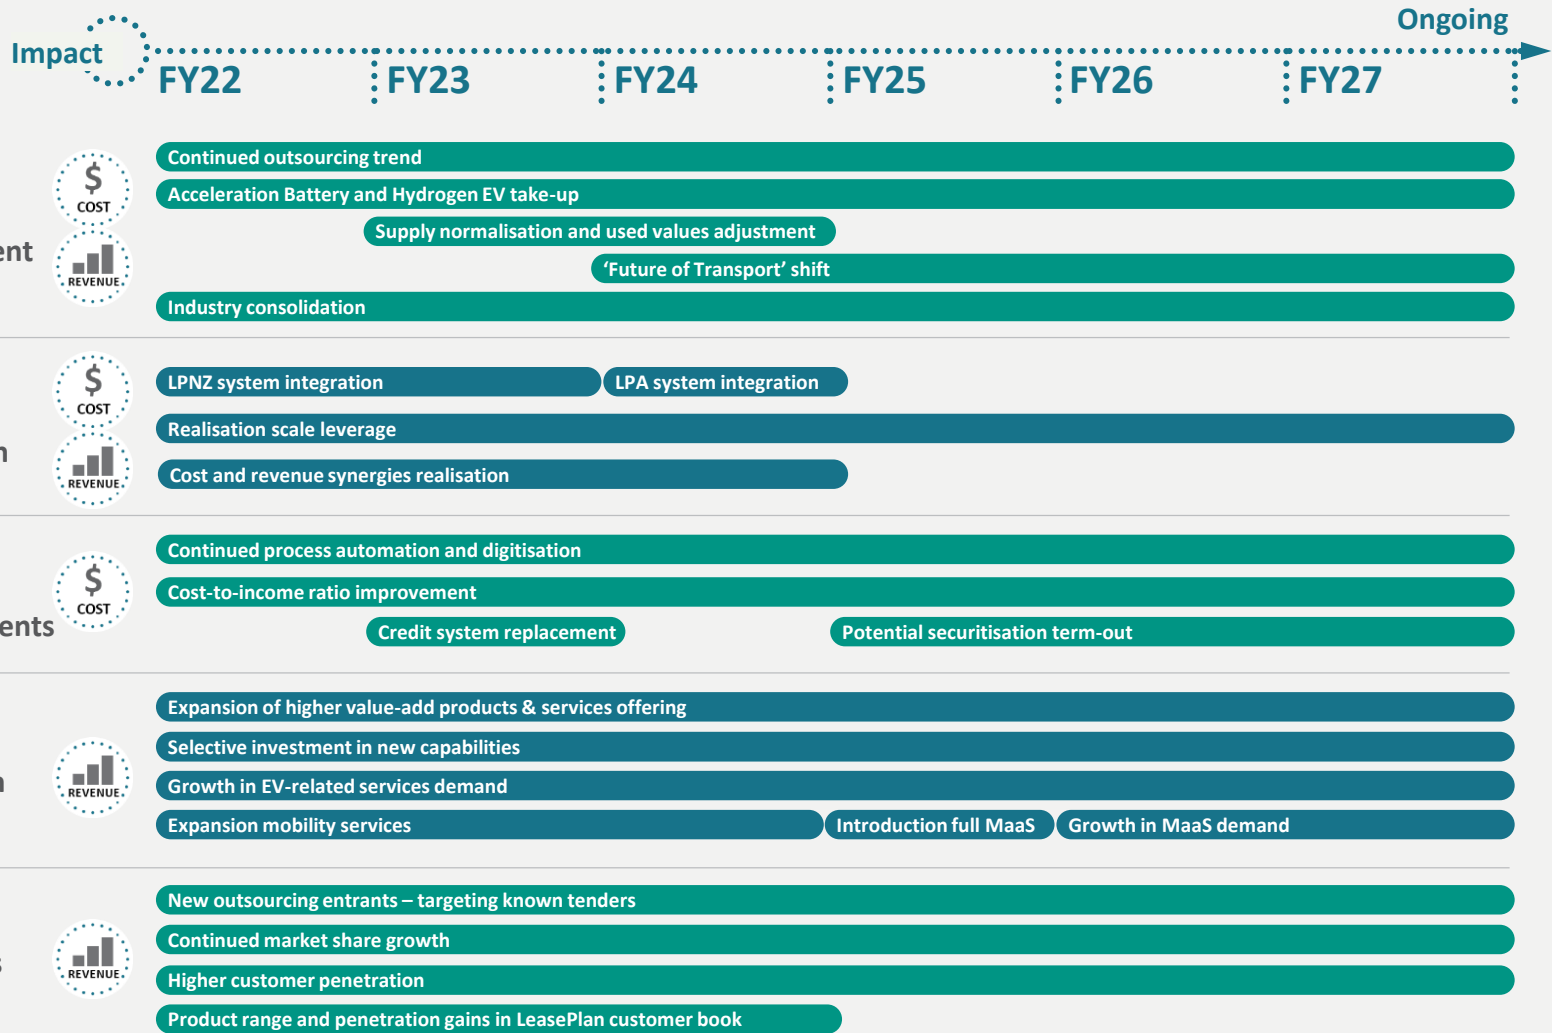 Ongoing
Impact
FY22
FY23
FY24
FY25
FY26
FY27
$
COST
REVENUE
Continued outsourcing trend
Acceleration Battery and Hydrogen EV take-up
Supply normalisation and used values adjustment
‘Future of Transport’ shift
Industry consolidation
$
COST
REVENUE
LPNZ system integration
LPA system integration
Realisation scale leverage
Cost and revenue synergies realisation
$
COST
Continued process automation and digitisation
Cost-to-income ratio improvement
Credit system replacement
Potential securitisation term-out
REVENUE
Expansion of higher value-add products & services offering
Selective investment in new capabilities
Growth in EV-related services demand
Expansion mobility services
Introduction full MaaS
Growth in MaaS demand
REVENUE
New outsourcing entrants – targeting known tenders
Continued market share growth
Higher customer penetration
Product range and penetration gains in LeasePlan customer book